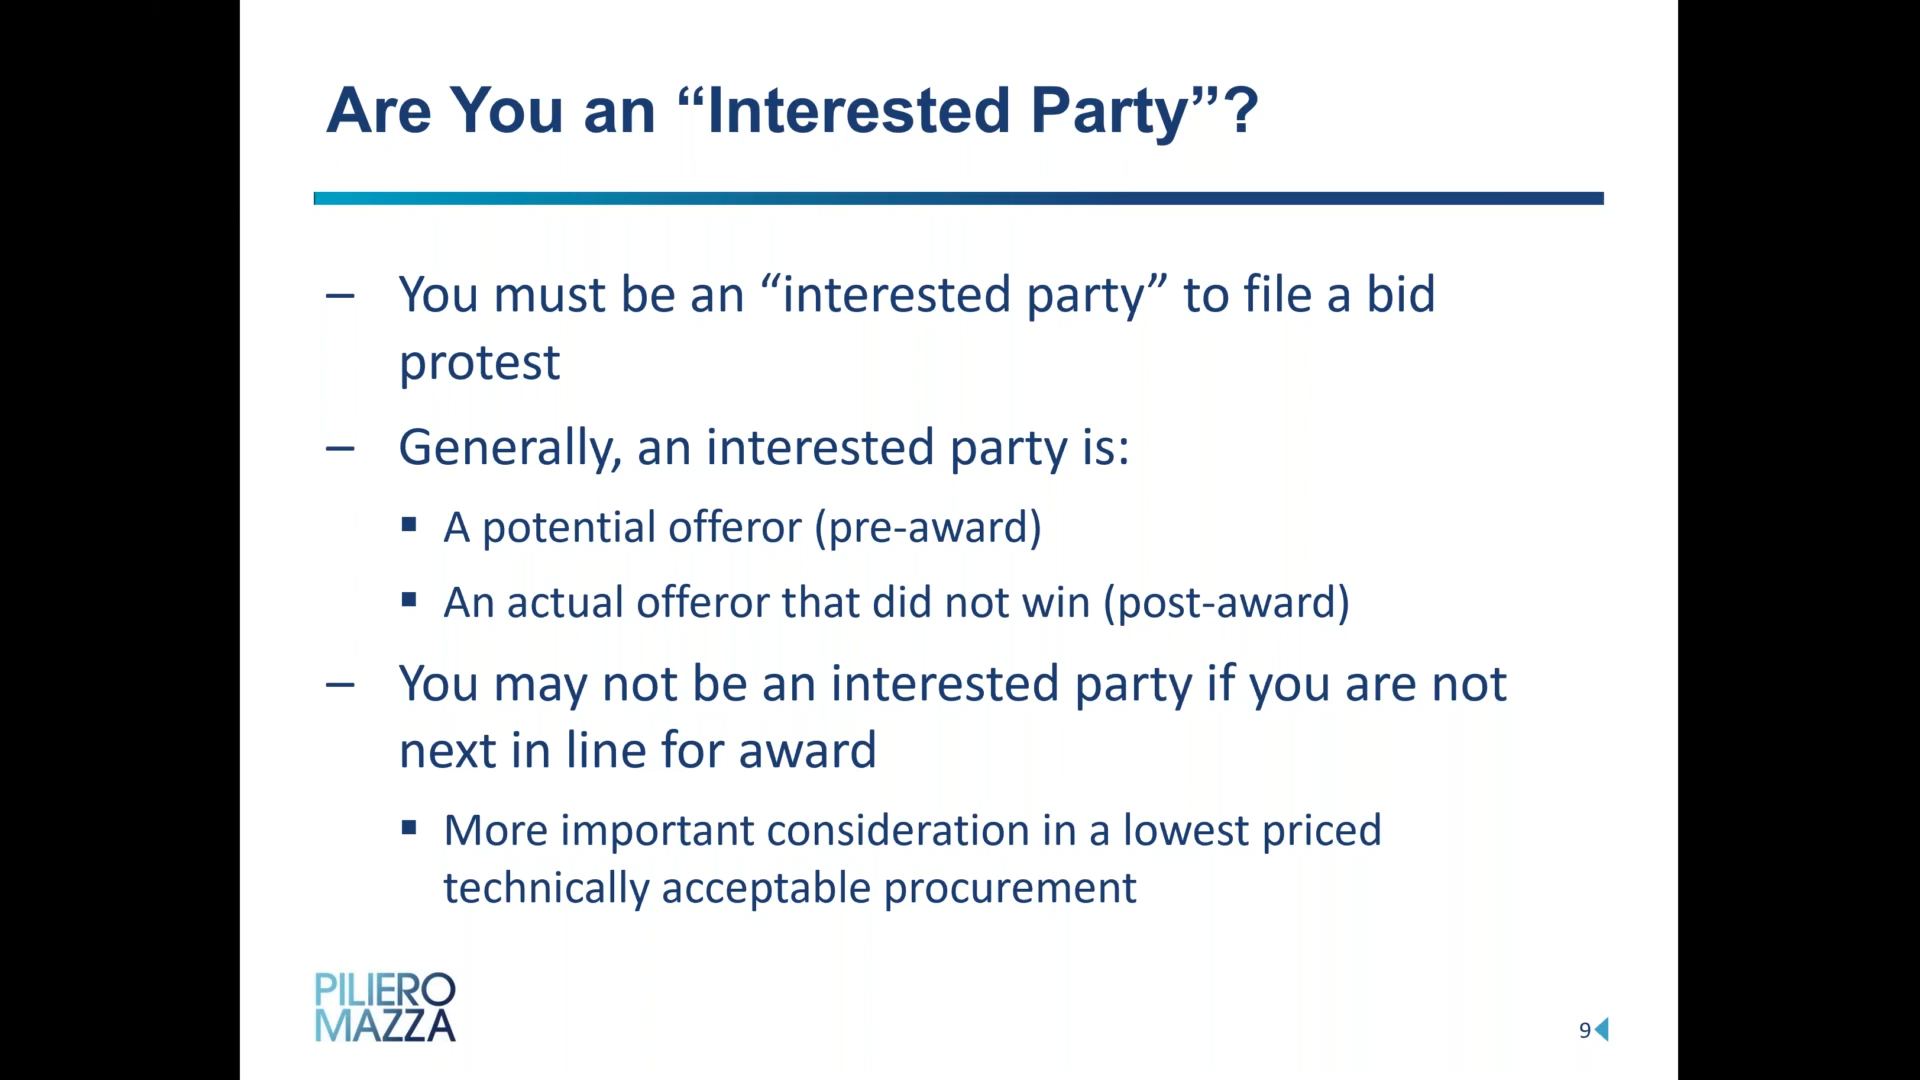 Are You an “Interested Party”?
– You must be an “interested party” to file a bid
protest
– Generally, an interested party is:
▪ A potential offeror (pre-award)
▪ An actual offeror that did not win (post-award)
– You may not be an interested party if you are not
next in line for award
▪ More important consideration in a lowest priced
technically acceptable procurement
PILIERO
MAZZA
9